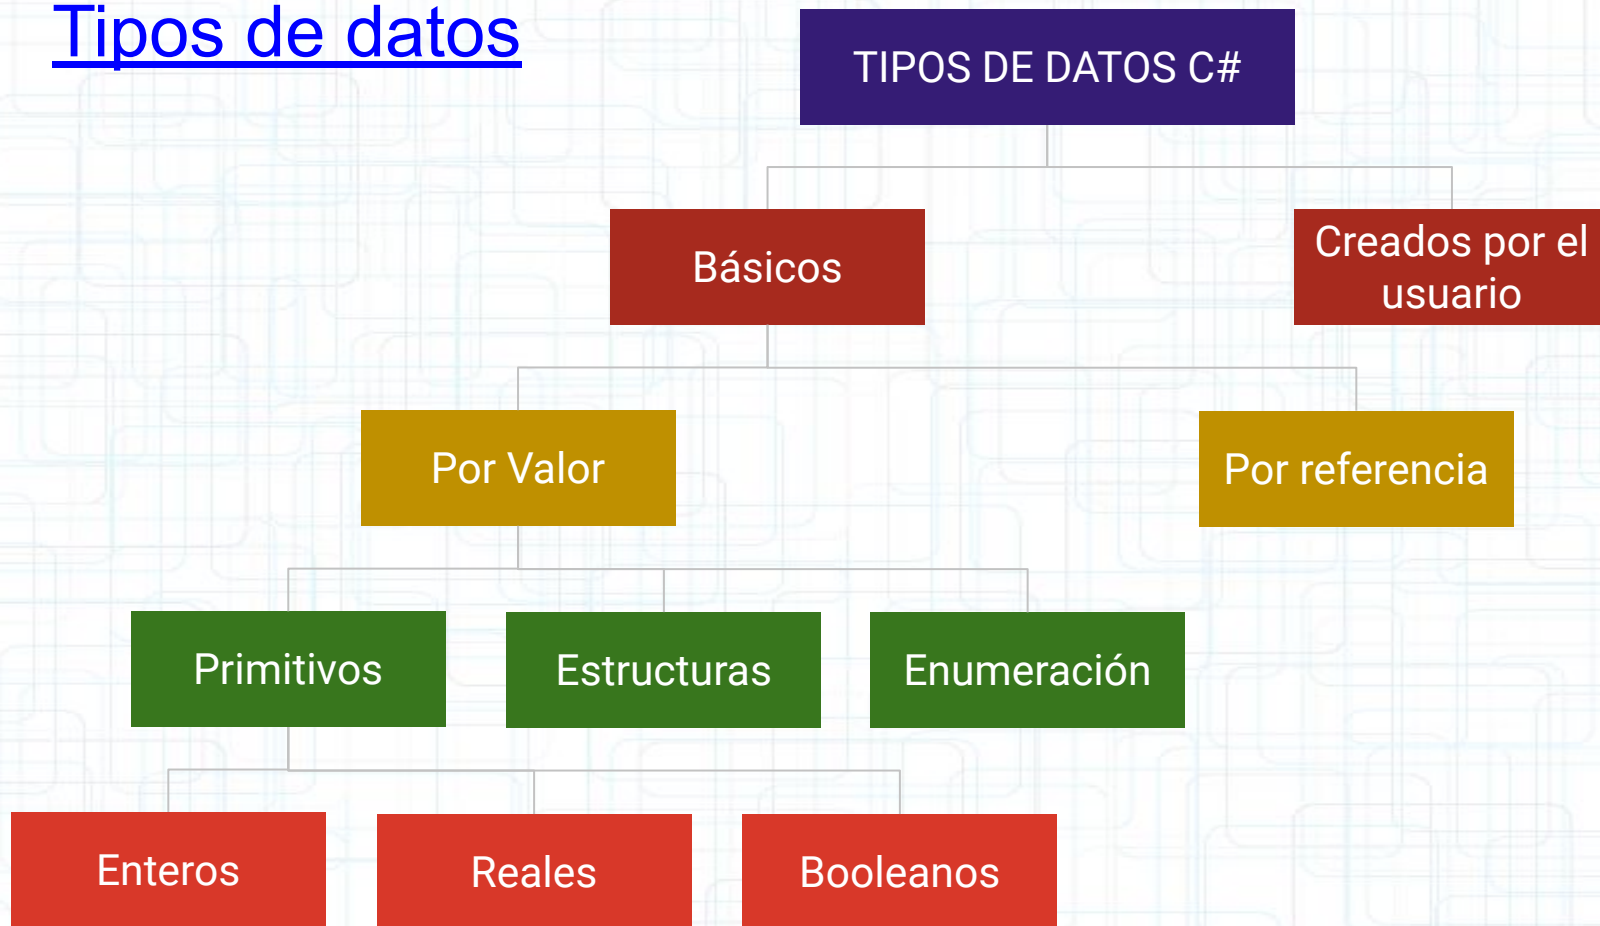 Tipos de datos
TIPOS DE DATOS C#
Básicos
Creados por el
usuario
Por Valor
Por referencia
Primitivos
Estructuras
Enumeración
Enteros
Reales
Booleanos